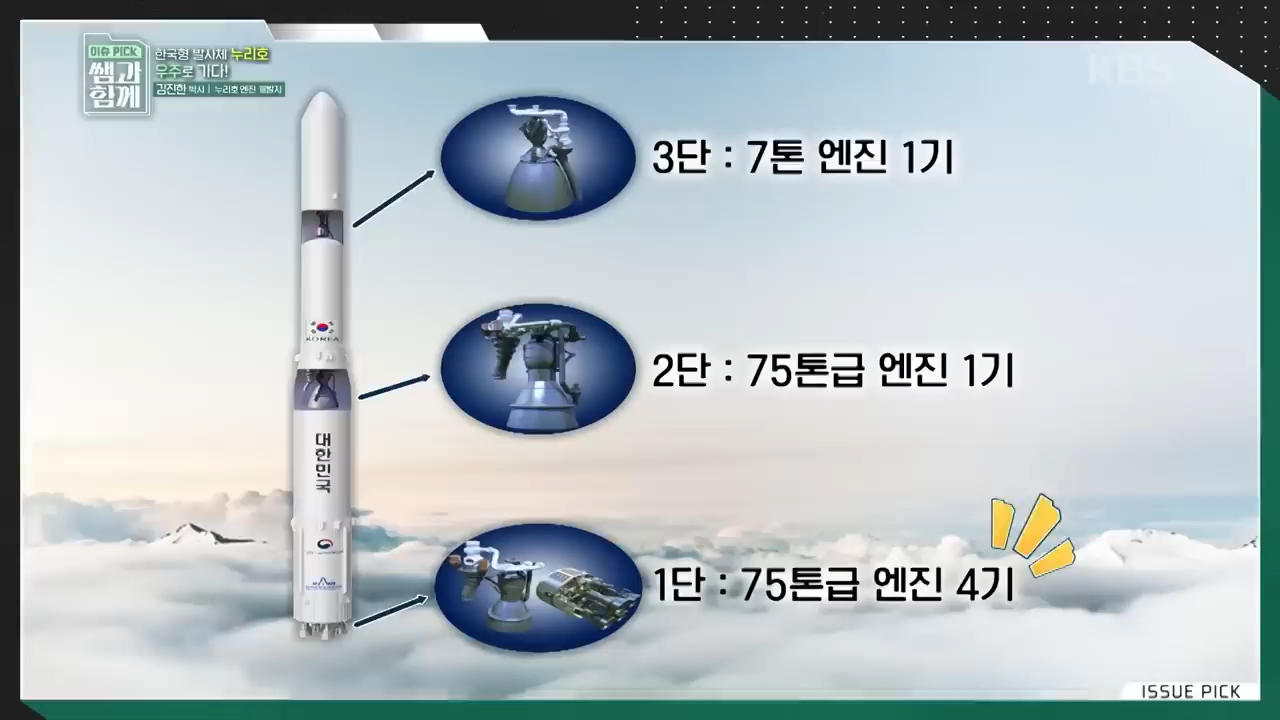 이슈 PICK
쌤과
함께
한국형 발사체 누리호
우주로 가다!
김진한 박사 | 누리호 엔진 개발자
KBS
3단 : 7톤 엔진 1기
KOREA
2단 : 75톤급 엔진 1기
대한민국
1단 : 75톤급 엔진 4기
ISSUE PICK